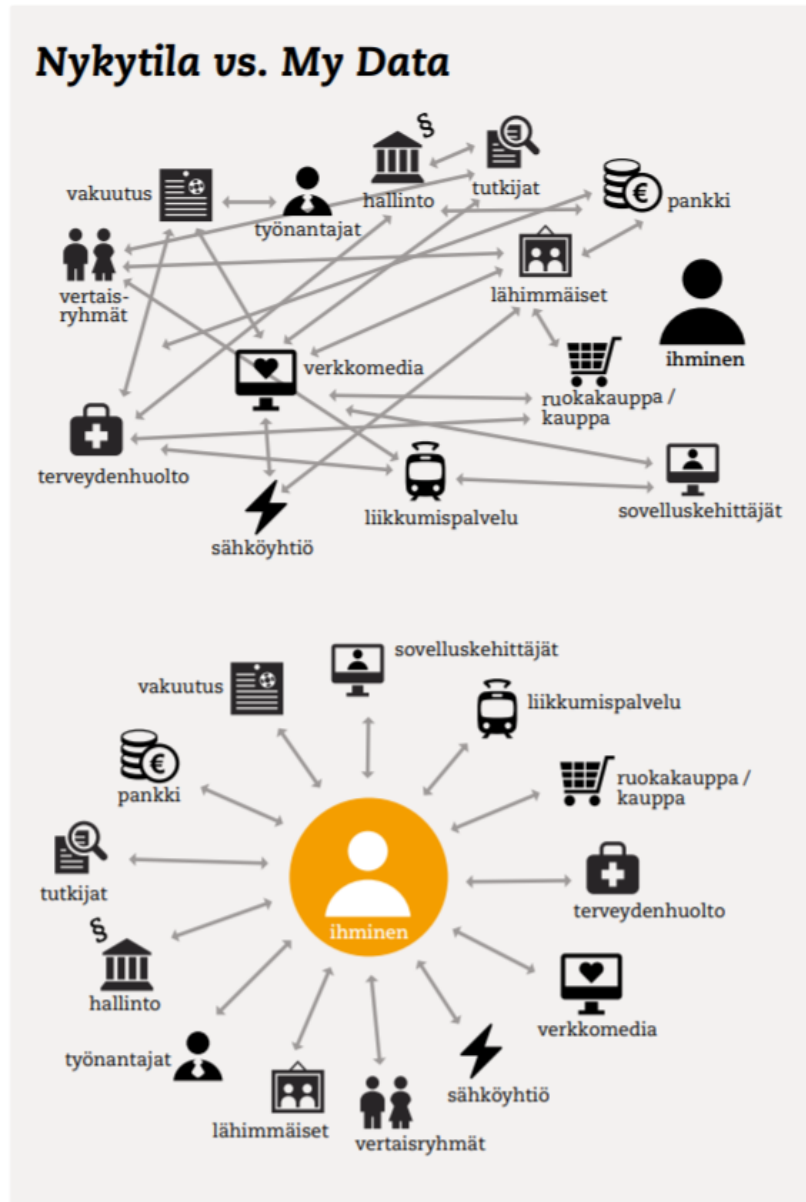 Nykytila vs. My Data
§
vakuutus
työnantajat
hallinto
tutkijat
€
pankki
vertais-
ryhmät
lähimmäiset
ihminen
verkkomedia
ruokakauppa /
kauppa
terveydenhuolto
sähköyhtiö
liikkumispalvelu
sovelluskehittäjät
sovelluskehittäjät
vakuutus
liikkumispalvelu
€
pankki
ruokakauppa /
kauppa
tutkijat
terveydenhuolto
ihminen
§
hallinto
verkkomedia
työnantajat
sähköyhtiö
lähimmäiset
vertaisryhmät